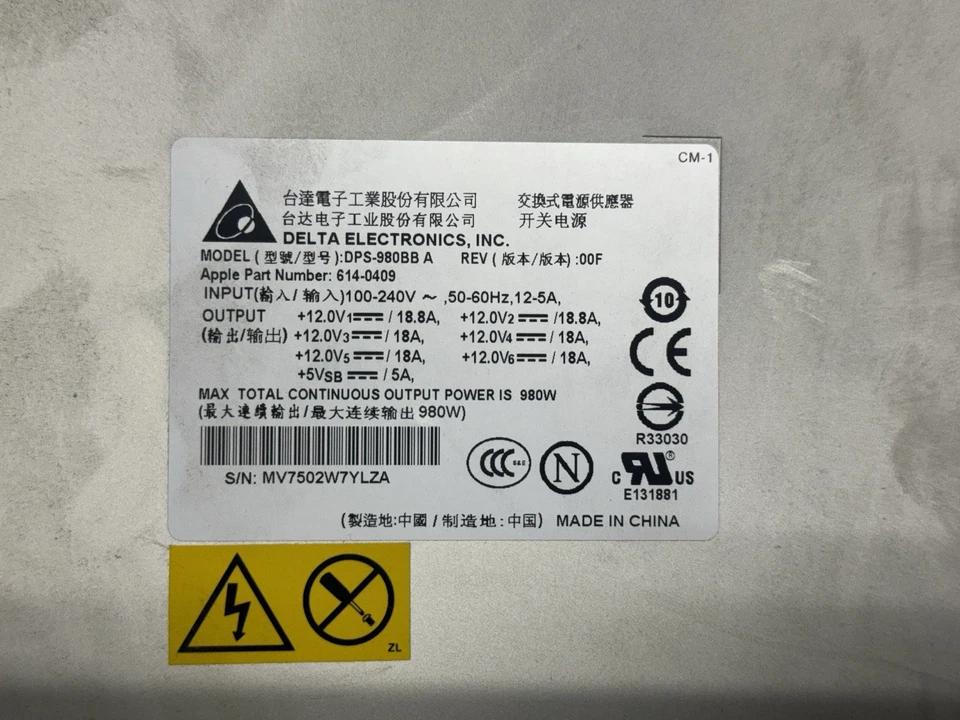 CM-1
台達電子工業股份有限公司 交換式電源供應器
台达电子工业股份有限公司 开关电源
DELTA ELECTRONICS, INC.
MODEL (型號/型号):DPS-980BB A REV (版本/版本):00F
Apple Part Number: 614-0409
INPUT(輸入/输入)100-240V ~ ,50-60Hz,12-5A,
OUTPUT +12.0V1⎓/ 18.8A, +12.0V2⎓/18.8A,
(輸出/输出) +12.0V3⎓/ 18A, +12.0V4⎓/ 18A,
+12.0V5⎓/ 18A, +12.0V6⎓/ 18A,
+5VSB⎓/ 5A,
MAX TOTAL CONTINUOUS OUTPUT POWER IS 980W
(最大連續輸出/最大连续输出 980W)
S/N: MV7502W7YLZA
10
CE
R33030
CCC S&E
N
c RU ® US
E131881
(製造地:中國/制造地:中国) MADE IN CHINA
ZL